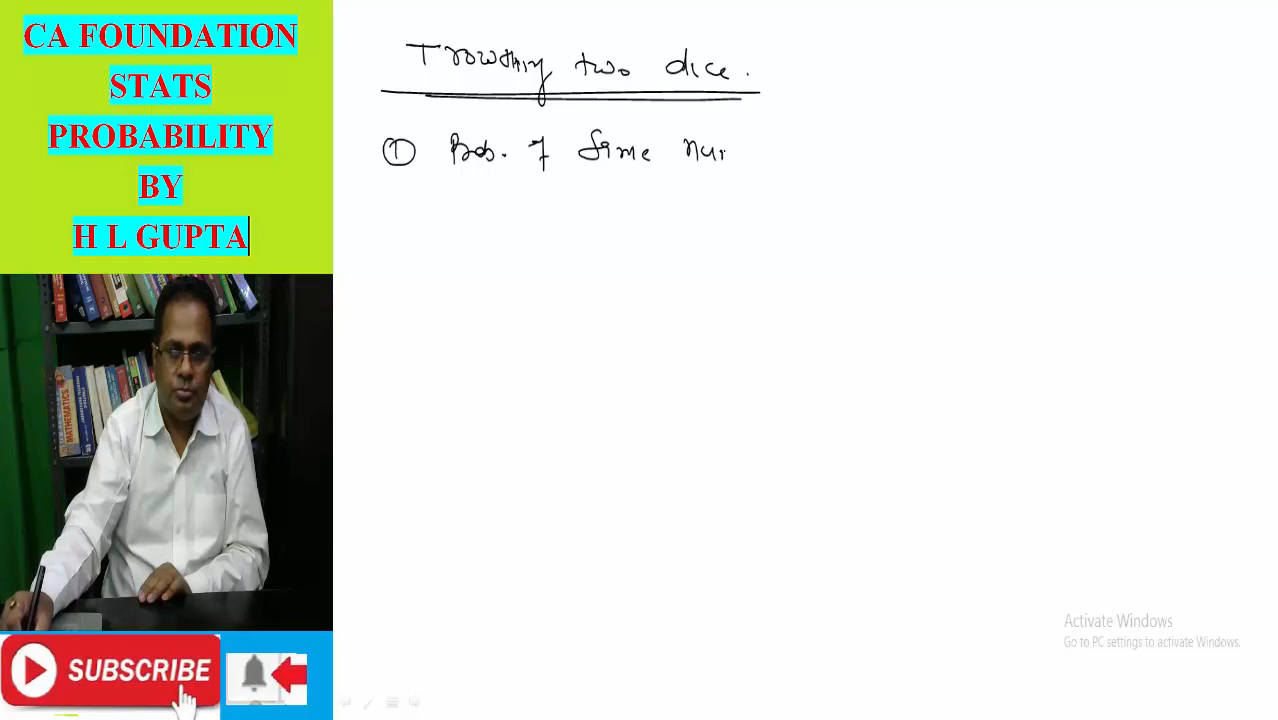 CA FOUNDATION
STATS
PROBABILITY
BY
H L GUPTA
two dice.
① Prob. of Same nu
MATHEMATICS
SUBSCRIBE
Activate Windows
Go to PC settings to activate Windows.